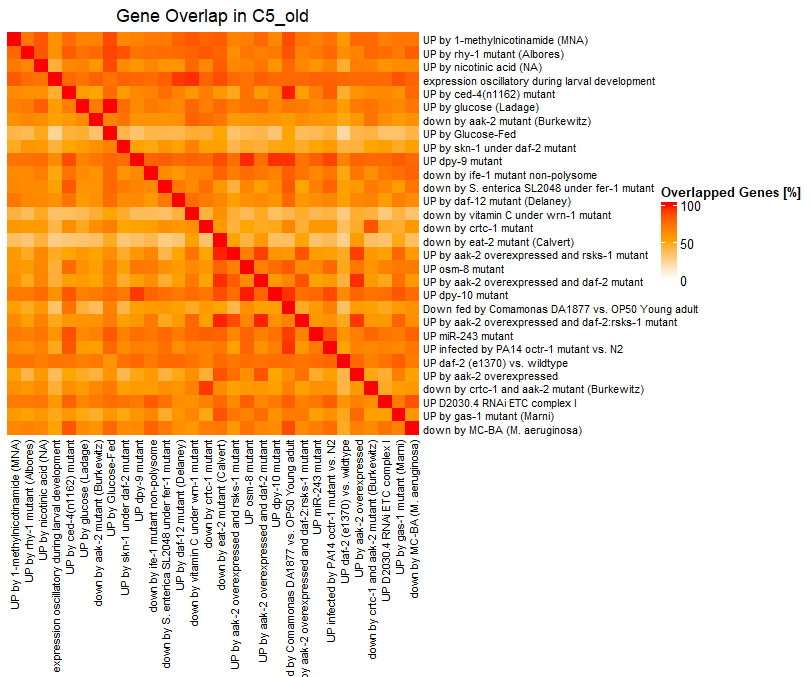 Gene Overlap in C5_old
UP by 1-methylnicotinamide (MNA)
UP by rhy-1 mutant (Albores)
UP by nicotinic acid (NA)
expression oscillatory during larval development
UP by ced-4(n1162) mutant
UP by glucose (Ladage)
down by aak-2 mutant (Burkewitz)
UP by Glucose-Fed
UP by skn-1 under daf-2 mutant
UP dpy-9 mutant
down by ife-1 mutant non-polysome
down by S. enterica SL2048 under fer-1 mutant
UP by daf-12 mutant (Delaney)
down by vitamin C under wrn-1 mutant
down by crtc-1 mutant
down by eat-2 mutant (Calvert)
UP by aak-2 overexpressed and rsks-1 mutant
UP osm-8 mutant
UP by aak-2 overexpressed and daf-2 mutant
UP dpy-10 mutant
Down fed by Comamonas DA1877 vs. OP50 Young adult
UP by aak-2 overexpressed and daf-2:rsks-1 mutant
UP miR-243 mutant
UP infected by PA14 octr-1 mutant vs. N2
UP daf-2 (e1370) vs. wildtype
UP by aak-2 overexpressed
down by crtc-1 and aak-2 mutant (Burkewitz)
UP D2030.4 RNAi ETC complex I
UP by gas-1 mutant (Marni)
down by MC-BA (M. aeruginosa)
Overlapped Genes [%]
100
50
0
UP by 1-methylnicotinamide (MNA)
UP by rhy-1 mutant (Albores)
UP by nicotinic acid (NA)
expression oscillatory during larval development
UP by ced-4(n1162) mutant
UP by glucose (Ladage)
down by aak-2 mutant (Burkewitz)
UP by Glucose-Fed
UP by skn-1 under daf-2 mutant
UP dpy-9 mutant
down by ife-1 mutant non-polysome
down by S. enterica SL2048 under fer-1 mutant
UP by daf-12 mutant (Delaney)
down by vitamin C under wrn-1 mutant
down by crtc-1 mutant
down by eat-2 mutant (Calvert)
UP by aak-2 overexpressed and rsks-1 mutant
UP osm-8 mutant
UP by aak-2 overexpressed and daf-2 mutant
UP dpy-10 mutant
d by Comamonas DA1877 vs. OP50 Young adult
by aak-2 overexpressed and daf-2:rsks-1 mutant
UP miR-243 mutant
UP infected by PA14 octr-1 mutant vs. N2
UP daf-2 (e1370) vs. wildtype
UP by aak-2 overexpressed
down by crtc-1 and aak-2 mutant (Burkewitz)
UP D2030.4 RNAi ETC complex I
UP by gas-1 mutant (Marni)
down by MC-BA (M. aeruginosa)